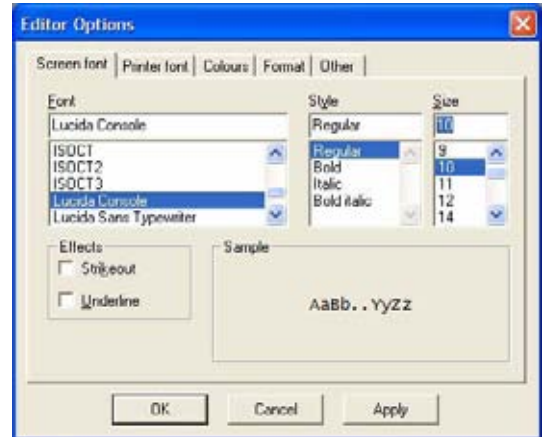 Editor Options
Screen font Printer font Colours Format Other
Font Style Size
Lucida Console Regular 10
ISOCT Regular 9
ISOCT2 Bold 10
ISOCT3 Italic 11
Lucida Console Bold italic 12
Lucida Sans Typewriter 14
Effects Sample
Strikeout
Underline
AaBb..YyZz
OK Cancel Apply